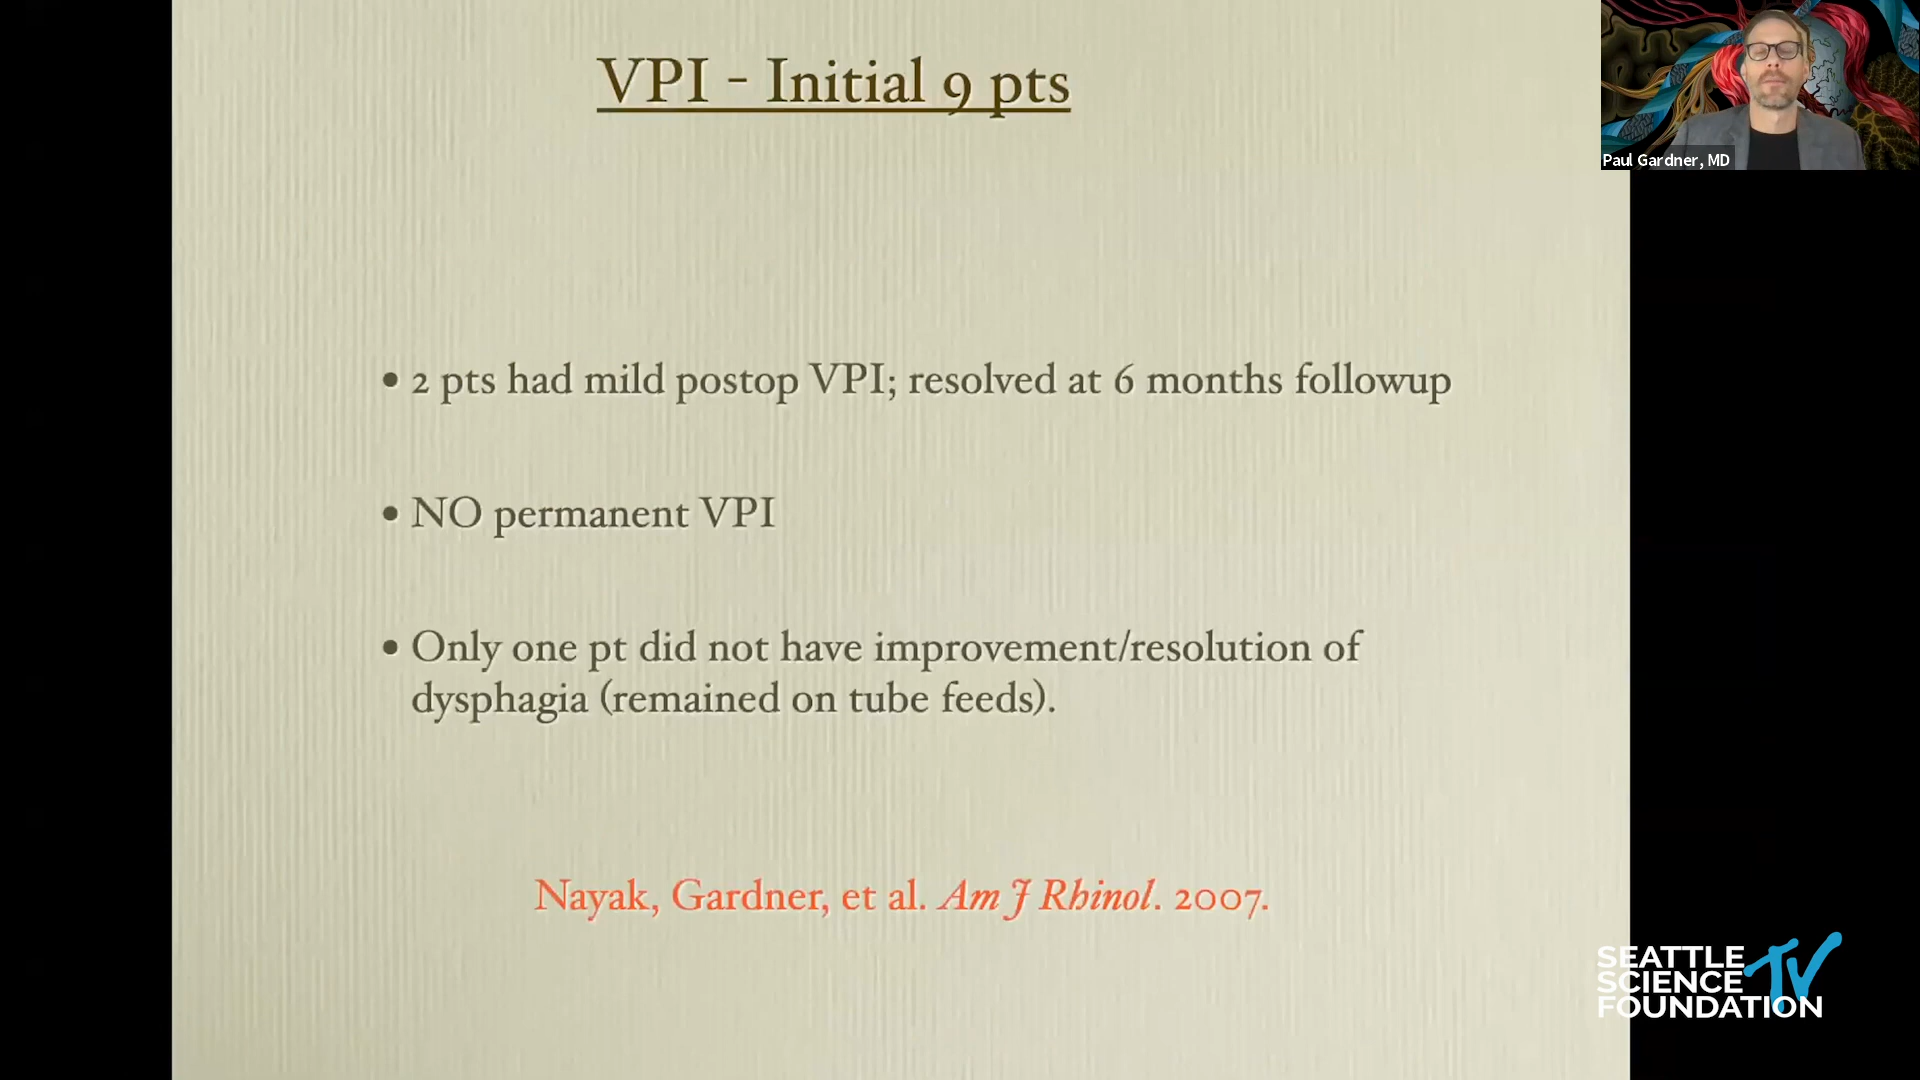 VPI - Initial 9 pts
Paul Gardner, MD
• 2 pts had mild postop VPI; resolved at 6 months followup
• NO permanent VPI
• Only one pt did not have improvement/resolution of
dysphagia (remained on tube feeds).
Nayak, Gardner, et al. Am J Rhinol. 2007.
SEATTLE
SCIENCE
FOUNDATION
TV